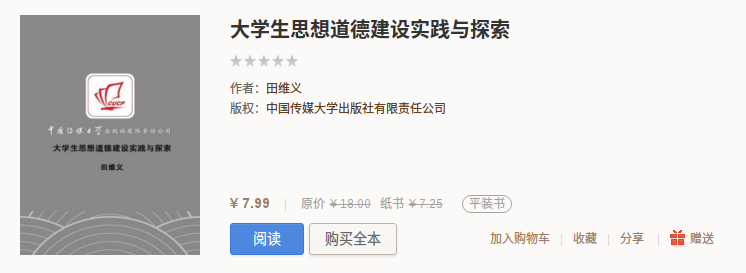 CUCP
中国传媒大学出版社有限责任公司
大学生思想道德建设实践与探索
田维义
大学生思想道德建设实践与探索
作者：田维义
版权：中国传媒大学出版社有限责任公司
¥ 7.99 | 原价 ¥ 18.00 纸书 ¥ 7.25 平装书
阅读 购买全本 加入购物车 | 收藏 | 分享 | 赠送